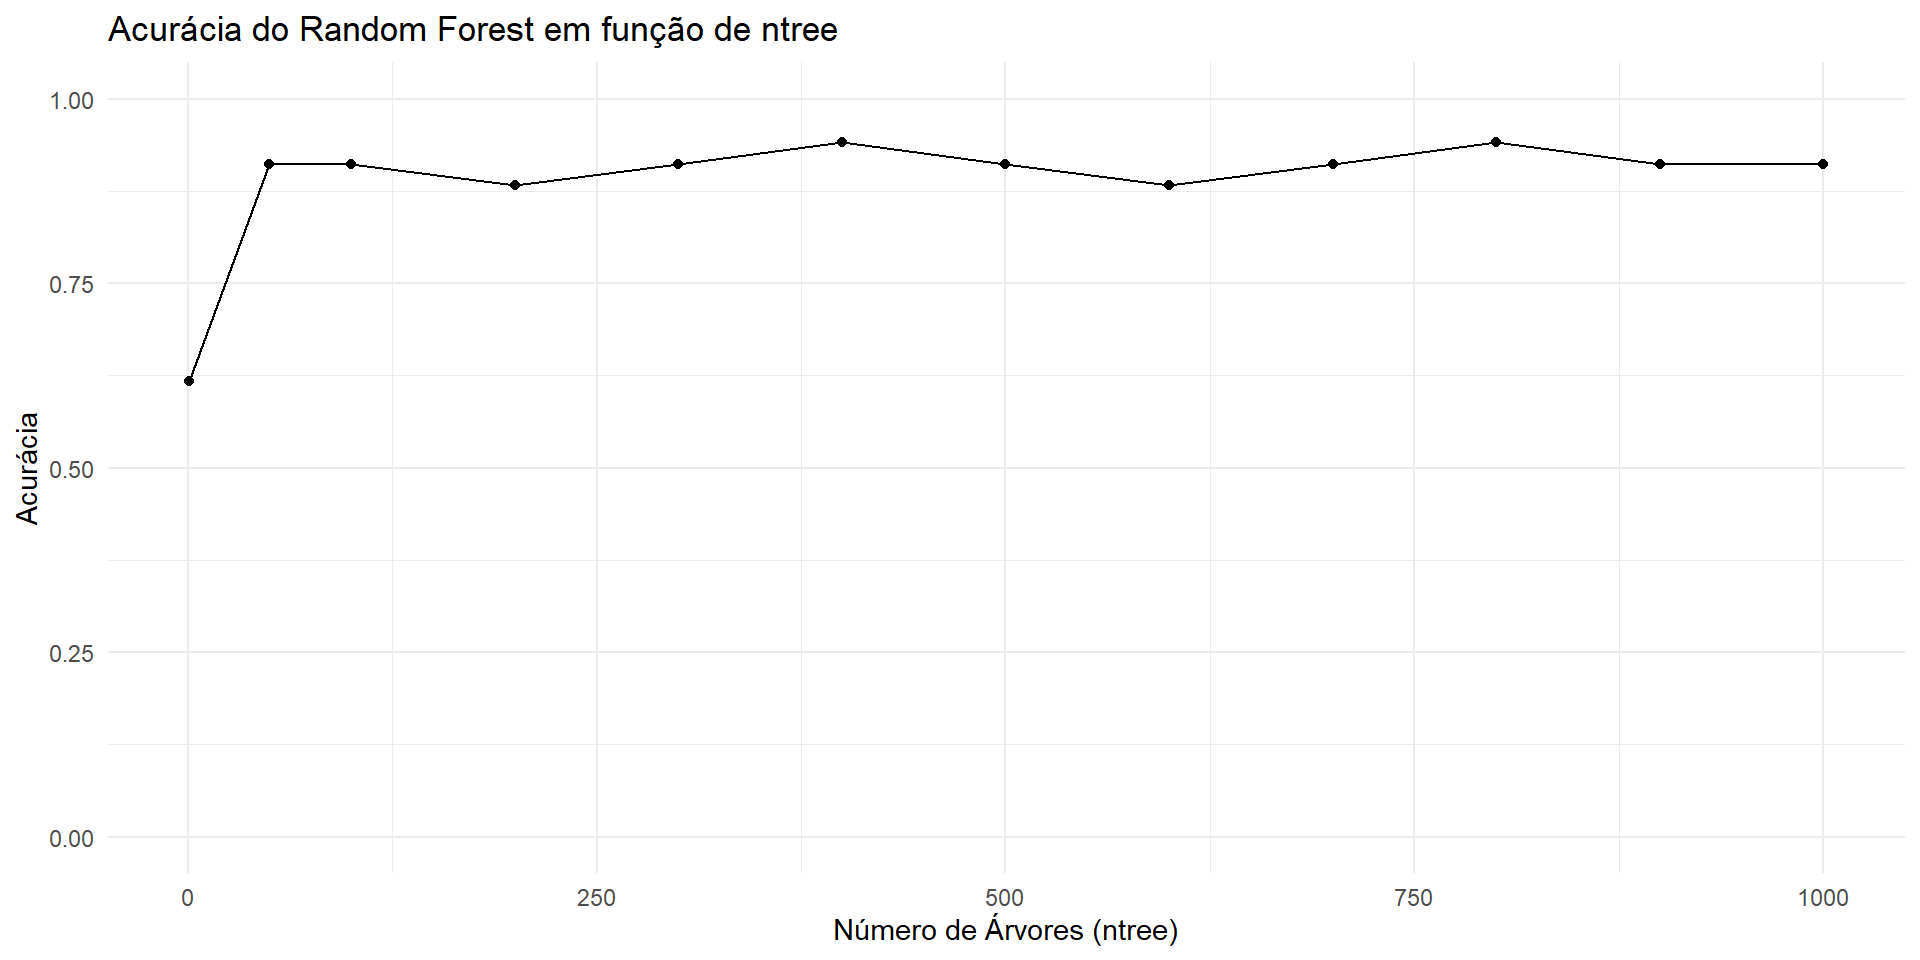 Acurácia do Random Forest em função de ntree
1.00
0.75
0.50
0.25
0.00
Acurácia
0 250 500 750 1000
Número de Árvores (ntree)